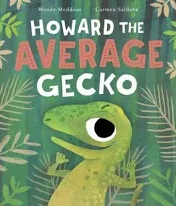 Wendy Meddour Carmen Saldaña
HOWARD THE
AVERAGE
GECKO